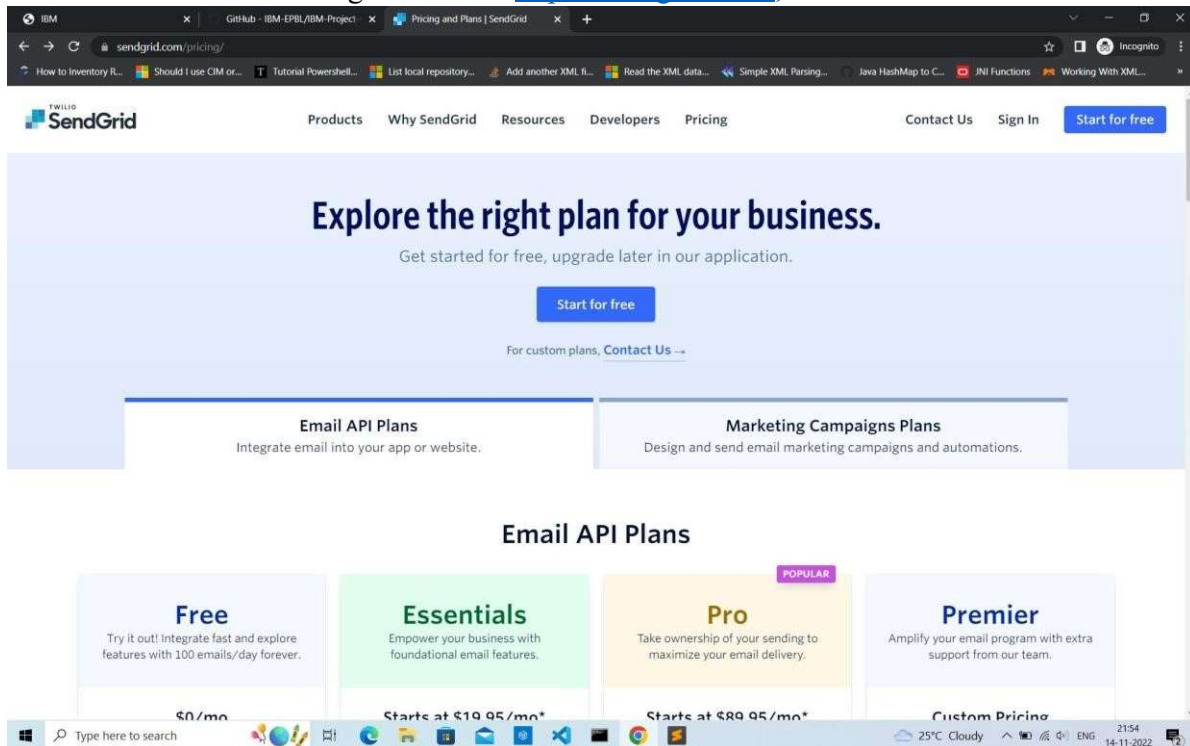 IBM
GitHub - IBM-EPBL/IBM-Project
Pricing and Plans | SendGrid
sendgrid.com/pricing/
Incognito
How to Inventory R...
Should I use CIM or...
Tutorial Powershell...
List local repository...
Add another XML fi...
Read the XML data...
Simple XML Parsing...
Java HashMap to C...
JNI Functions
Working With XML...
TWILIO
SendGrid
Products
Why SendGrid
Resources
Developers
Pricing
Contact Us
Sign In
Start for free
Explore the right plan for your business.
Get started for free, upgrade later in our application.
Start for free
For custom plans, Contact Us →
Email API Plans
Integrate email into your app or website.
Marketing Campaigns Plans
Design and send email marketing campaigns and automations.
Email API Plans
Free
Try it out! Integrate fast and explore
features with 100 emails/day forever.
$0/mo
Essentials
Empower your business with
foundational email features.
Starts at $19.95/mo*
POPULAR
Pro
Take ownership of your sending to
maximize your email delivery.
Starts at $89.95/mo*
Premier
Amplify your email program with extra
support from our team.
Custom Pricing
Type here to search
25°C Cloudy
ENG
21:54
14-11-2022
2